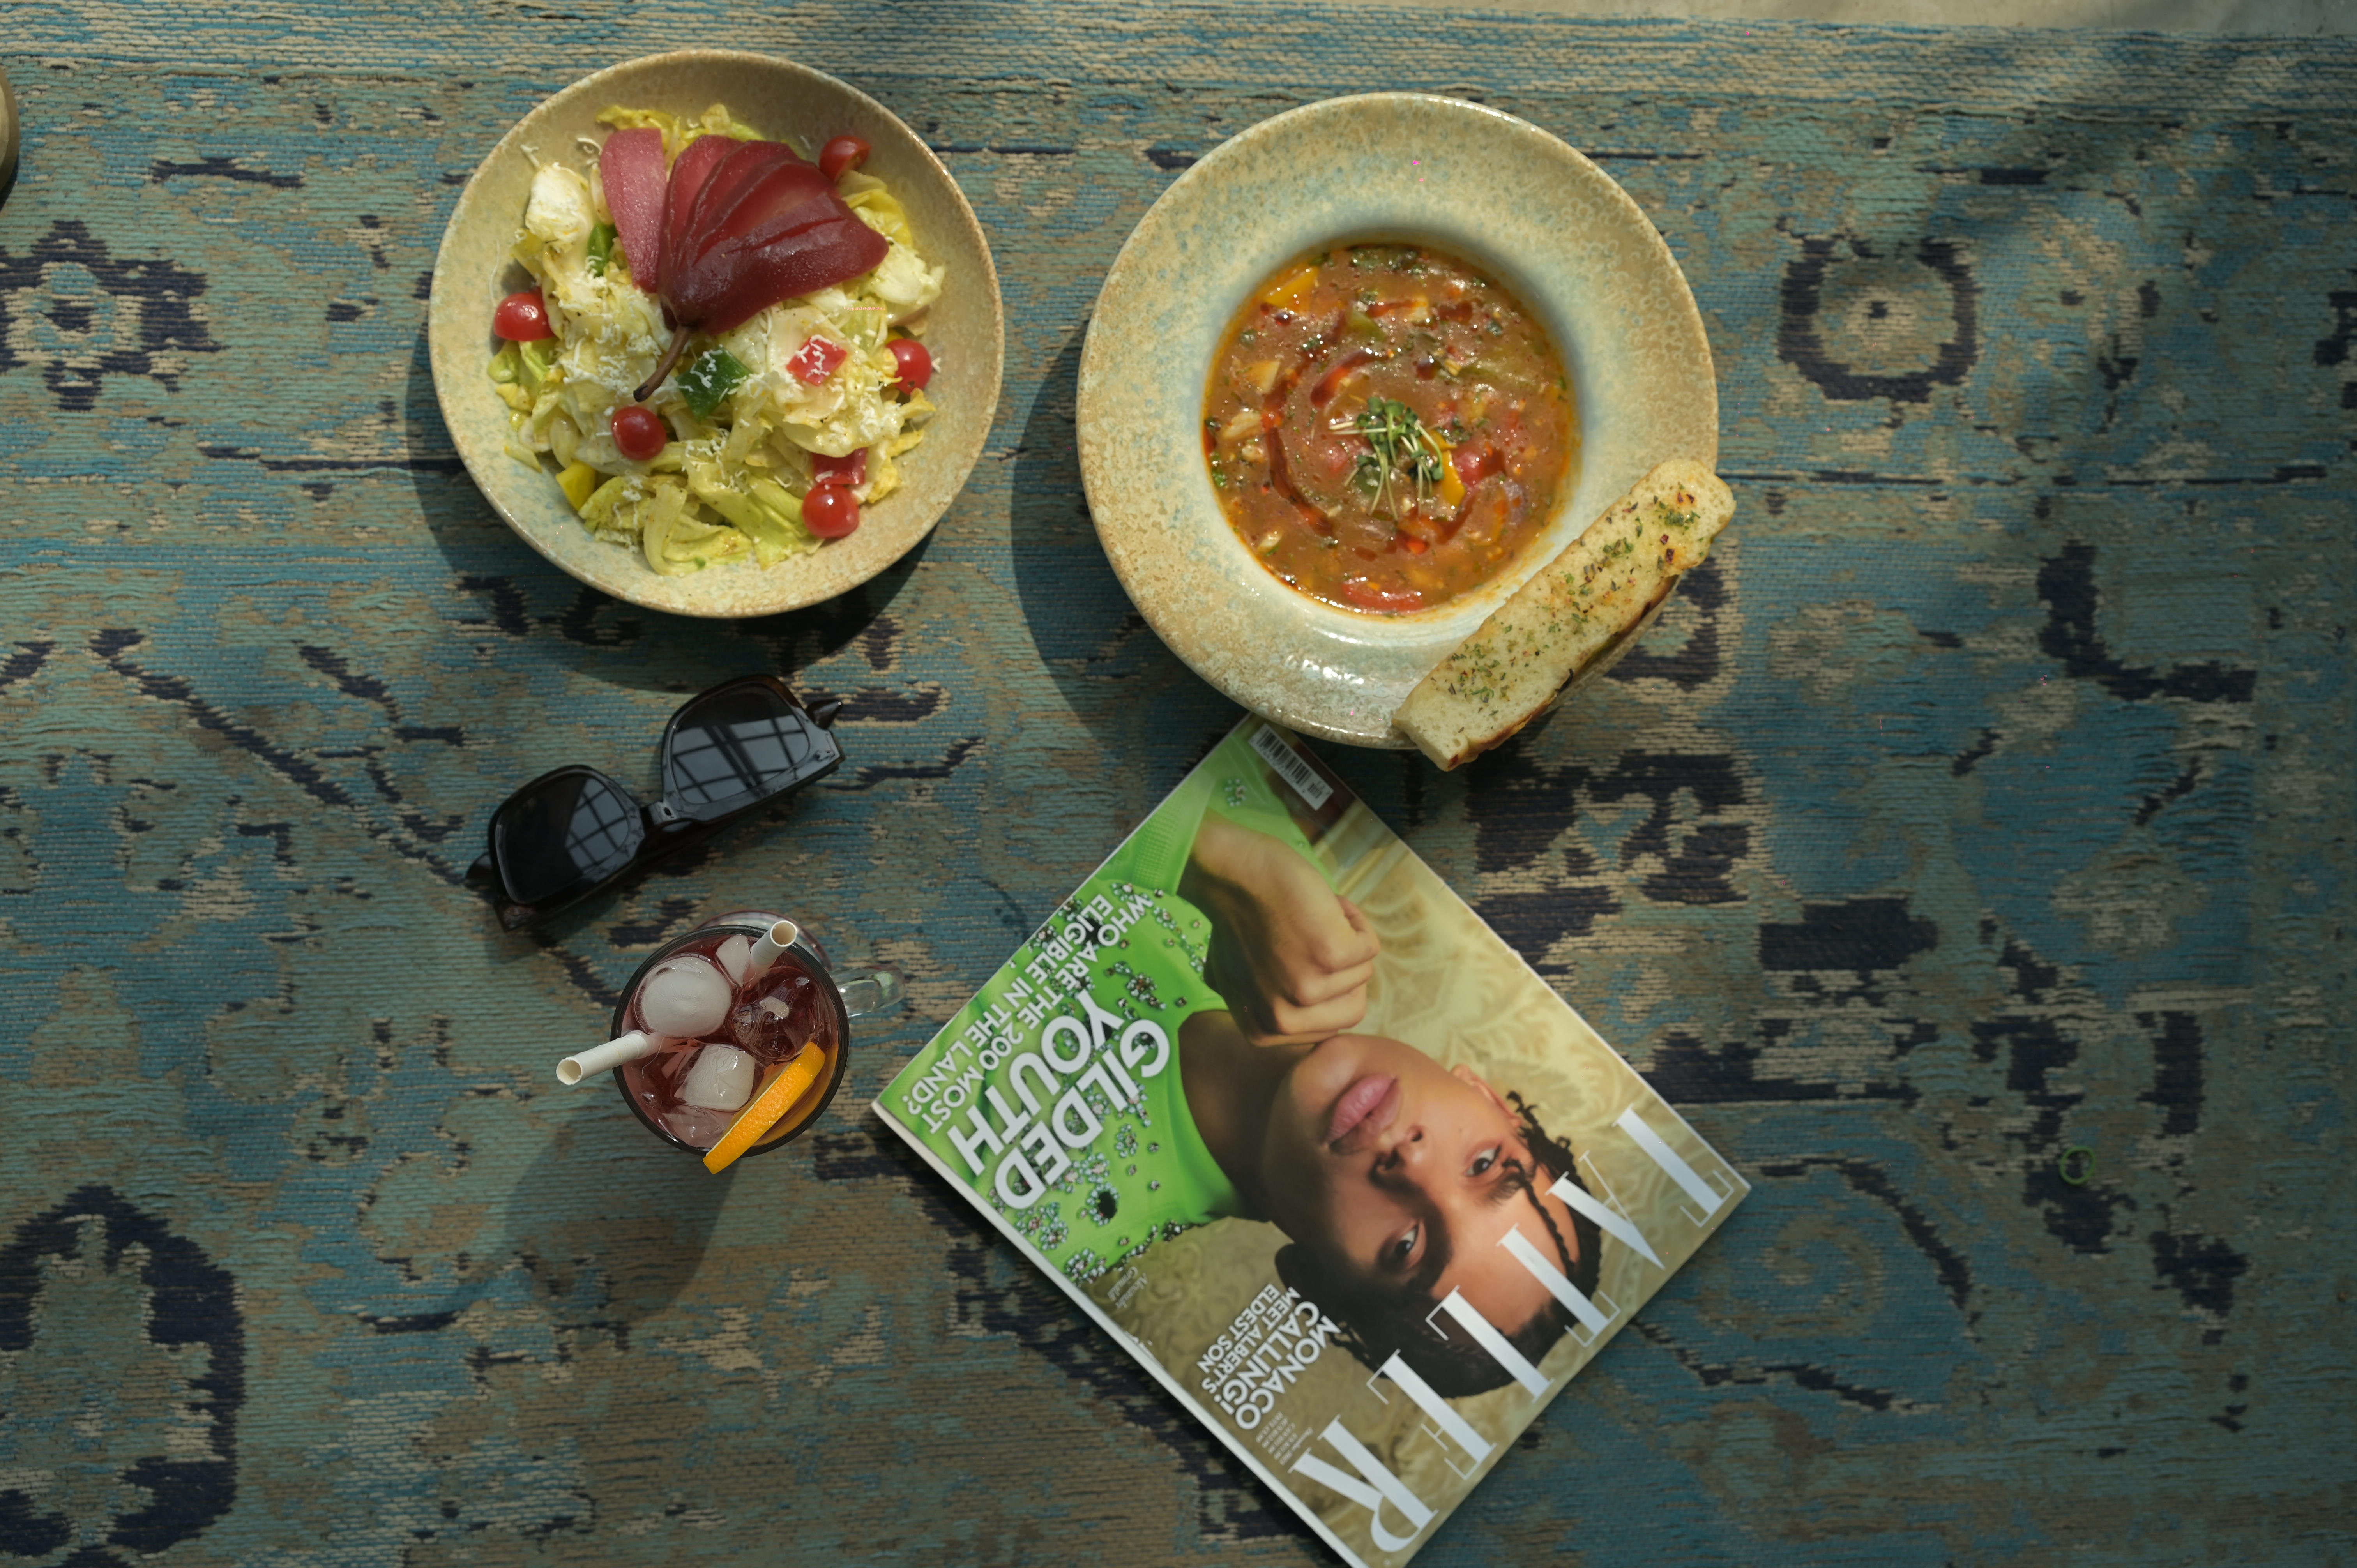 TATLER
MONACO
CALLING!
MEET ALBERT'S
ELDEST SON
GILDED
YOUTH
WHO ARE THE 200 MOST
ELIGIBLE IN THE LAND?